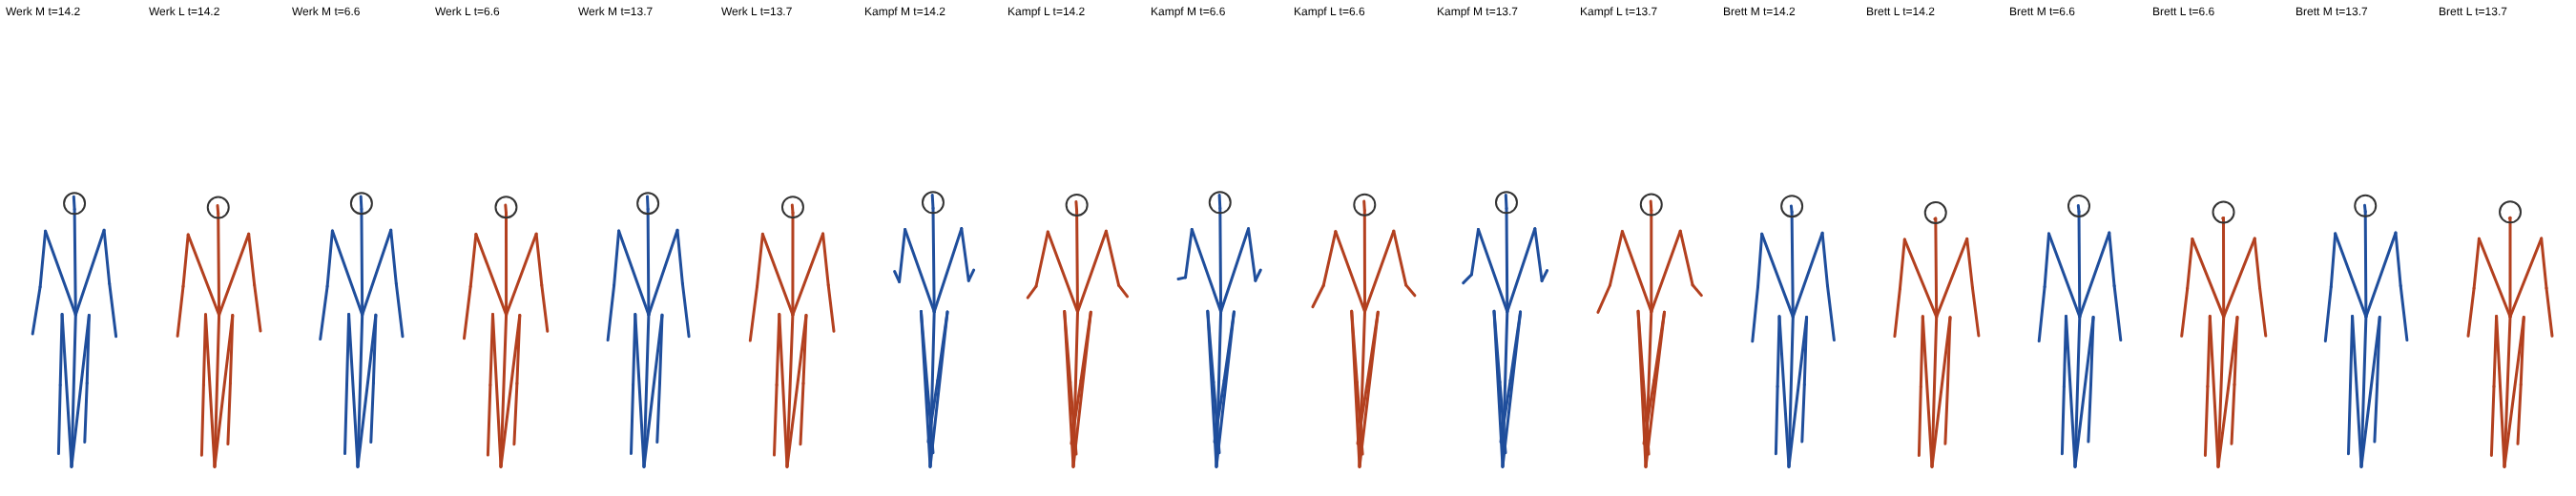 Werk M t=14.2
Werk L t=14.2
Werk M t=6.6
Werk L t=6.6
Werk M t=13.7
Werk L t=13.7
Kampf M t=14.2
Kampf L t=14.2
Kampf M t=6.6
Kampf L t=6.6
Kampf M t=13.7
Kampf L t=13.7
Brett M t=14.2
Brett L t=14.2
Brett M t=6.6
Brett L t=6.6
Brett M t=13.7
Brett L t=13.7